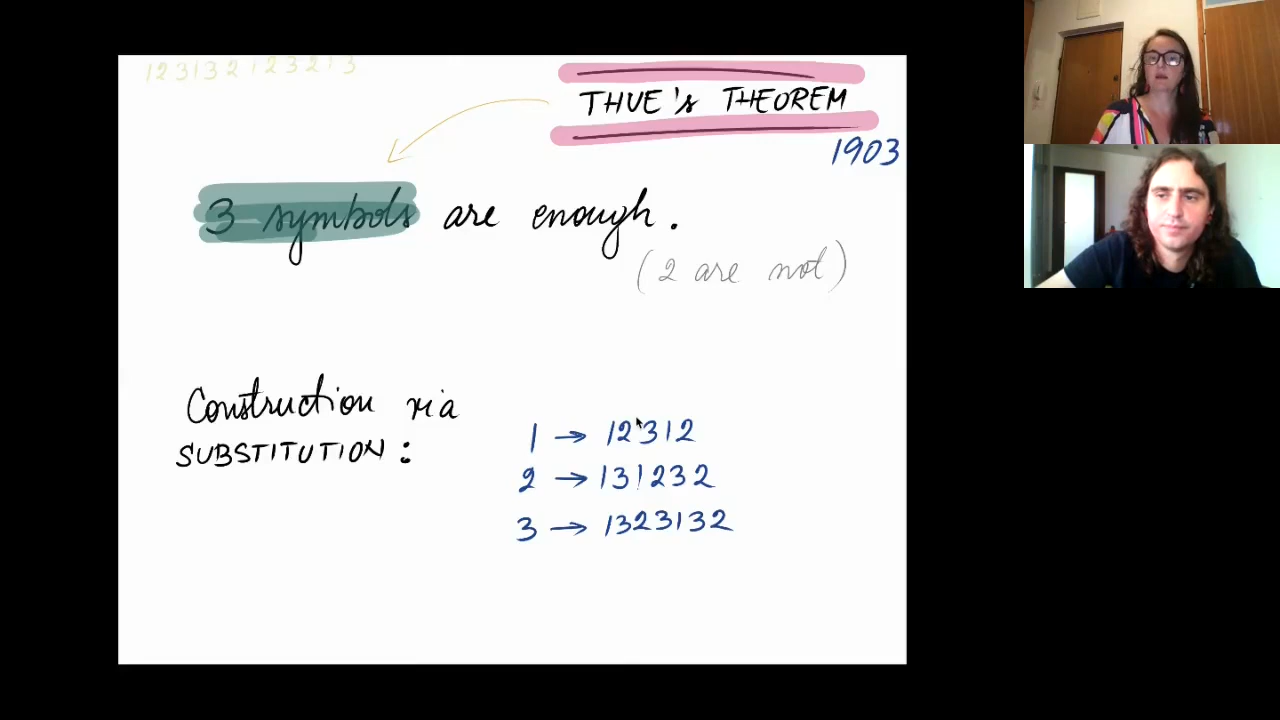 123132123213
THUE's THEOREM
1903
3 symbols are enough.
(2 are not)
Construction via
SUBSTITUTION:
1 → 12312
2 → 131232
3 → 1323132